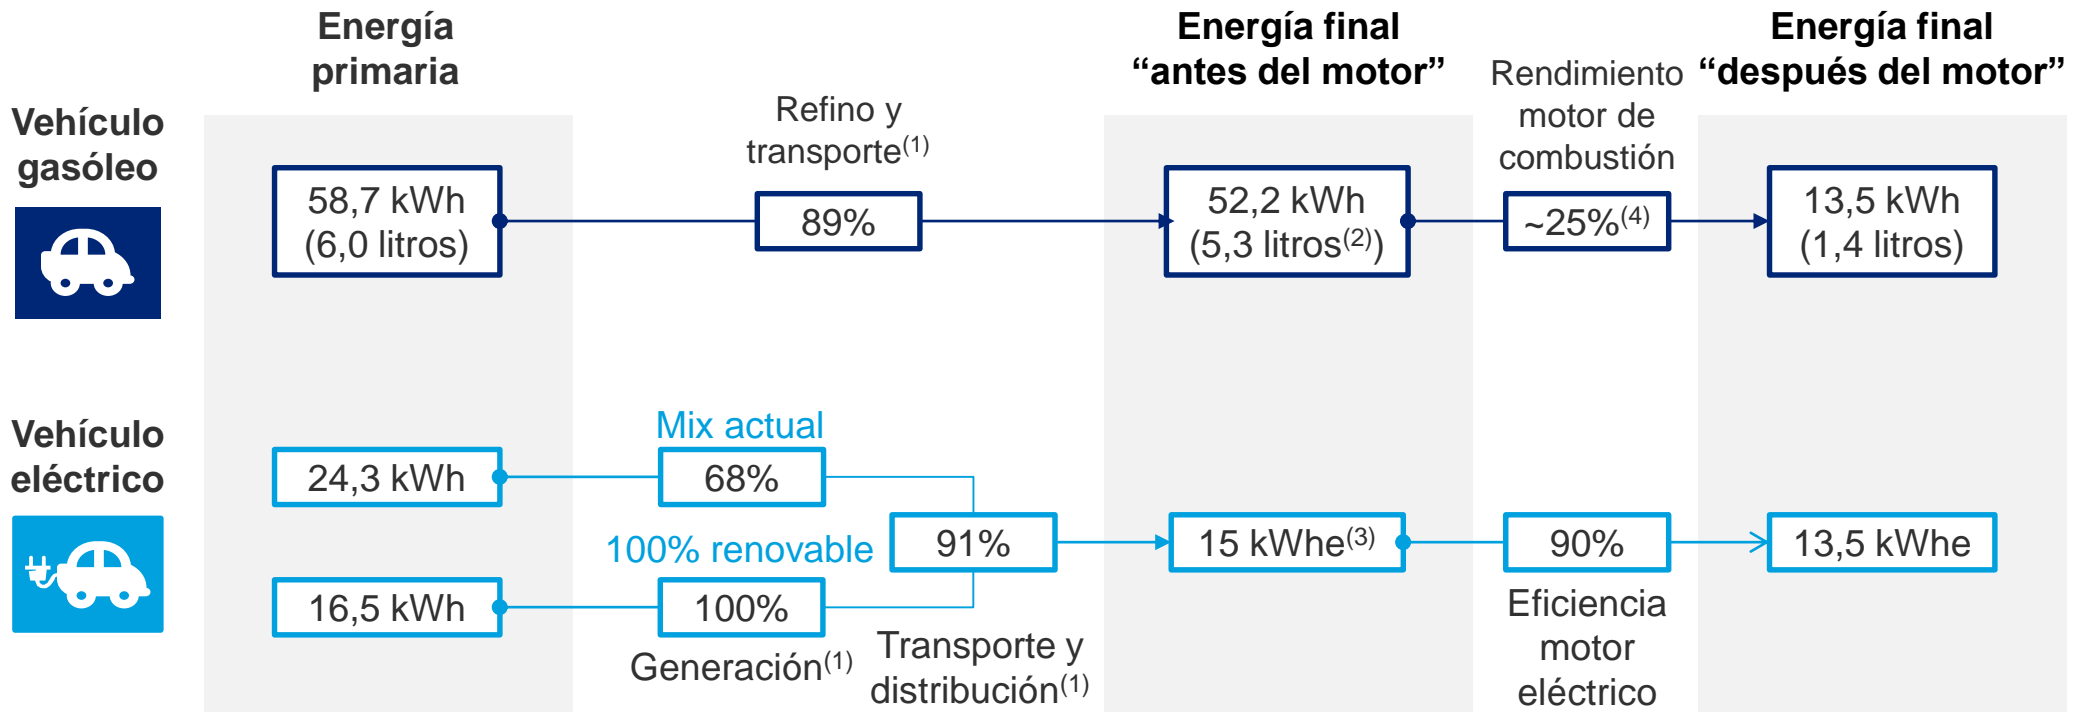 Energía
primaria
Energía final
“antes del motor”
Energía final
“después del motor”
Vehículo
gasóleo
58,7 kWh
(6,0 litros)
Refino y
transporte(1)
89%
52,2 kWh
(5,3 litros(2))
Rendimiento
motor de
combustión
~25%(4)
13,5 kWh
(1,4 litros)
Vehículo
eléctrico
24,3 kWh
Mix actual
68%
16,5 kWh
100% renovable
100%
Generación(1)
91%
Transporte y
distribución(1)
15 kWhe(3)
90%
Eficiencia
motor
eléctrico
13,5 kWhe